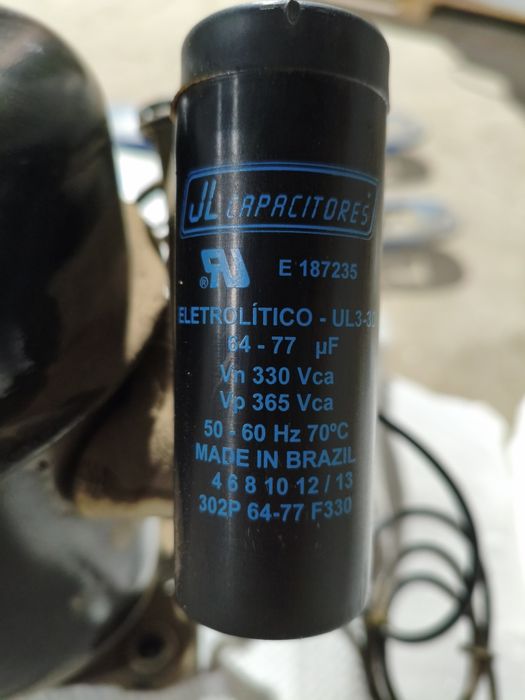 JL CAPACITORES
® E 187235
ELETROLÍTICO - UL3-3
64 - 77 µF
Vn 330 Vca
Vp 365 Vca
50 - 60 Hz 70ºC
MADE IN BRAZIL
4 6 8 10 12 / 13
302P 64-77 F330